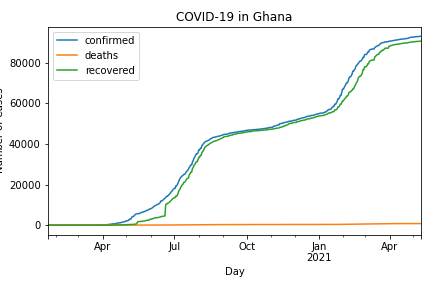 COVID-19 in Ghana
confirmed
deaths
recovered
80000
60000
40000
20000
0
Apr
Jul
Oct
Jan
2021
Apr
Day